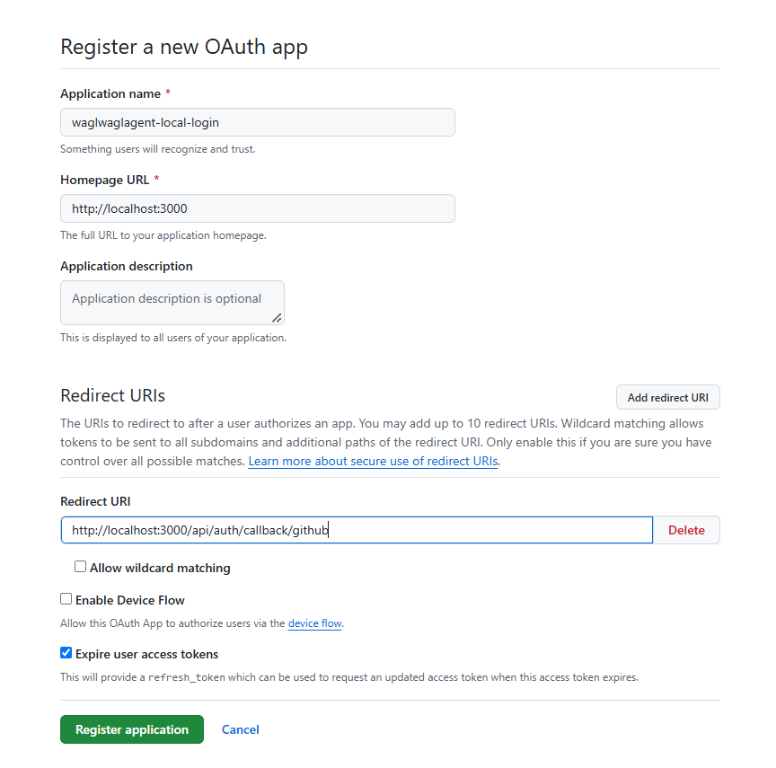 Register a new OAuth app
Application name *
waglwaglagent-local-login
Something users will recognize and trust.
Homepage URL *
http://localhost:3000
The full URL to your application homepage.
Application description
Application description is optional
This is displayed to all users of your application.
Redirect URIs
Add redirect URI
The URIs to redirect to after a user authorizes an app. You may add up to 10 redirect URIs. Wildcard matching allows
tokens to be sent to all subdomains and additional paths of the redirect URI. Only enable this if you are sure you have
control over all possible matches. Learn more about secure use of redirect URIs.
Redirect URI
http://localhost:3000/api/auth/callback/github
Delete
Allow wildcard matching
Enable Device Flow
Allow this OAuth App to authorize users via the device flow.
Expire user access tokens
This will provide a refresh_token which can be used to request an updated access token when this access token expires.
Register application
Cancel